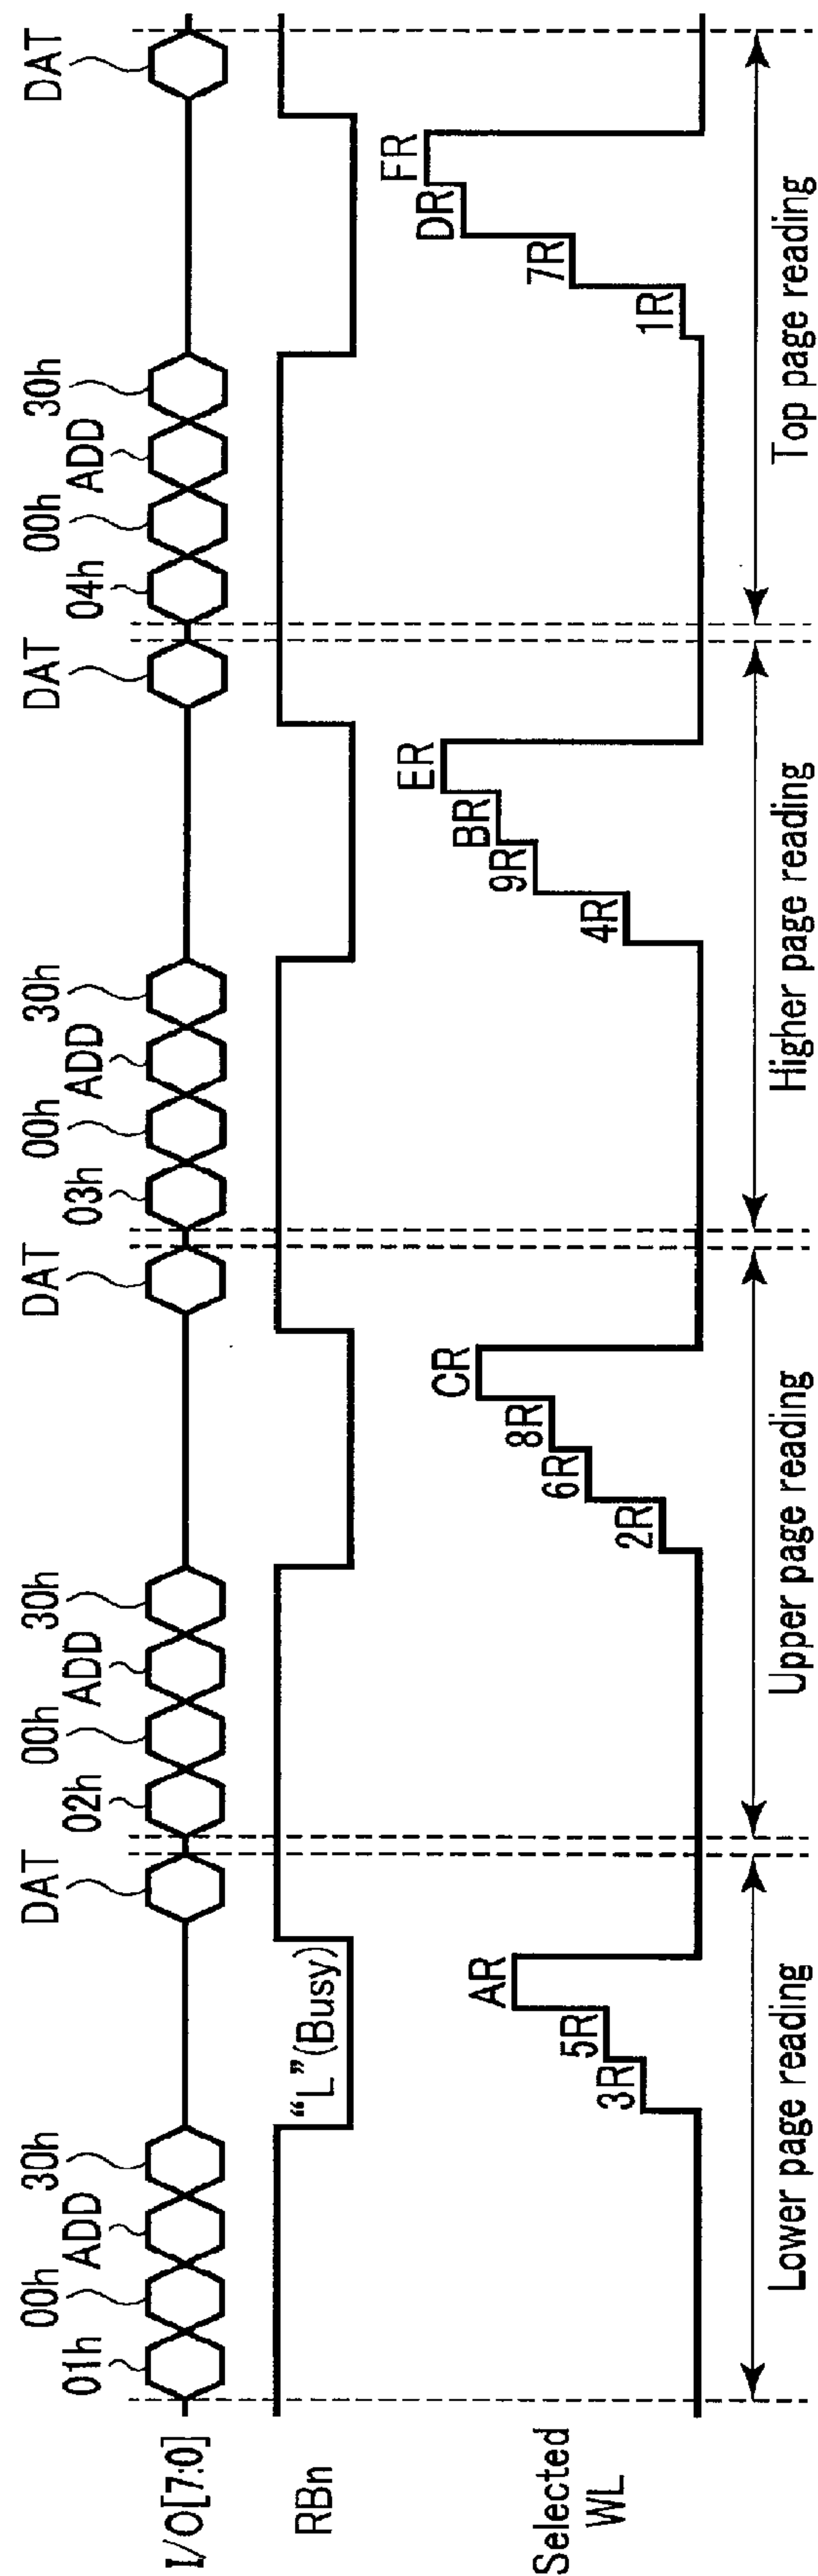 I/O[7:0]
01h 00h ADD 30h DAT 02h 00h ADD 30h DAT 03h 00h ADD 30h DAT 04h 00h ADD 30h DAT
RBn
“L”(Busy)
Selected
WL
3R 5R AR 2R 6R 8R CR 4R 9R BR ER 1R 7R DR FR
Lower page reading Upper page reading Higher page reading Top page reading